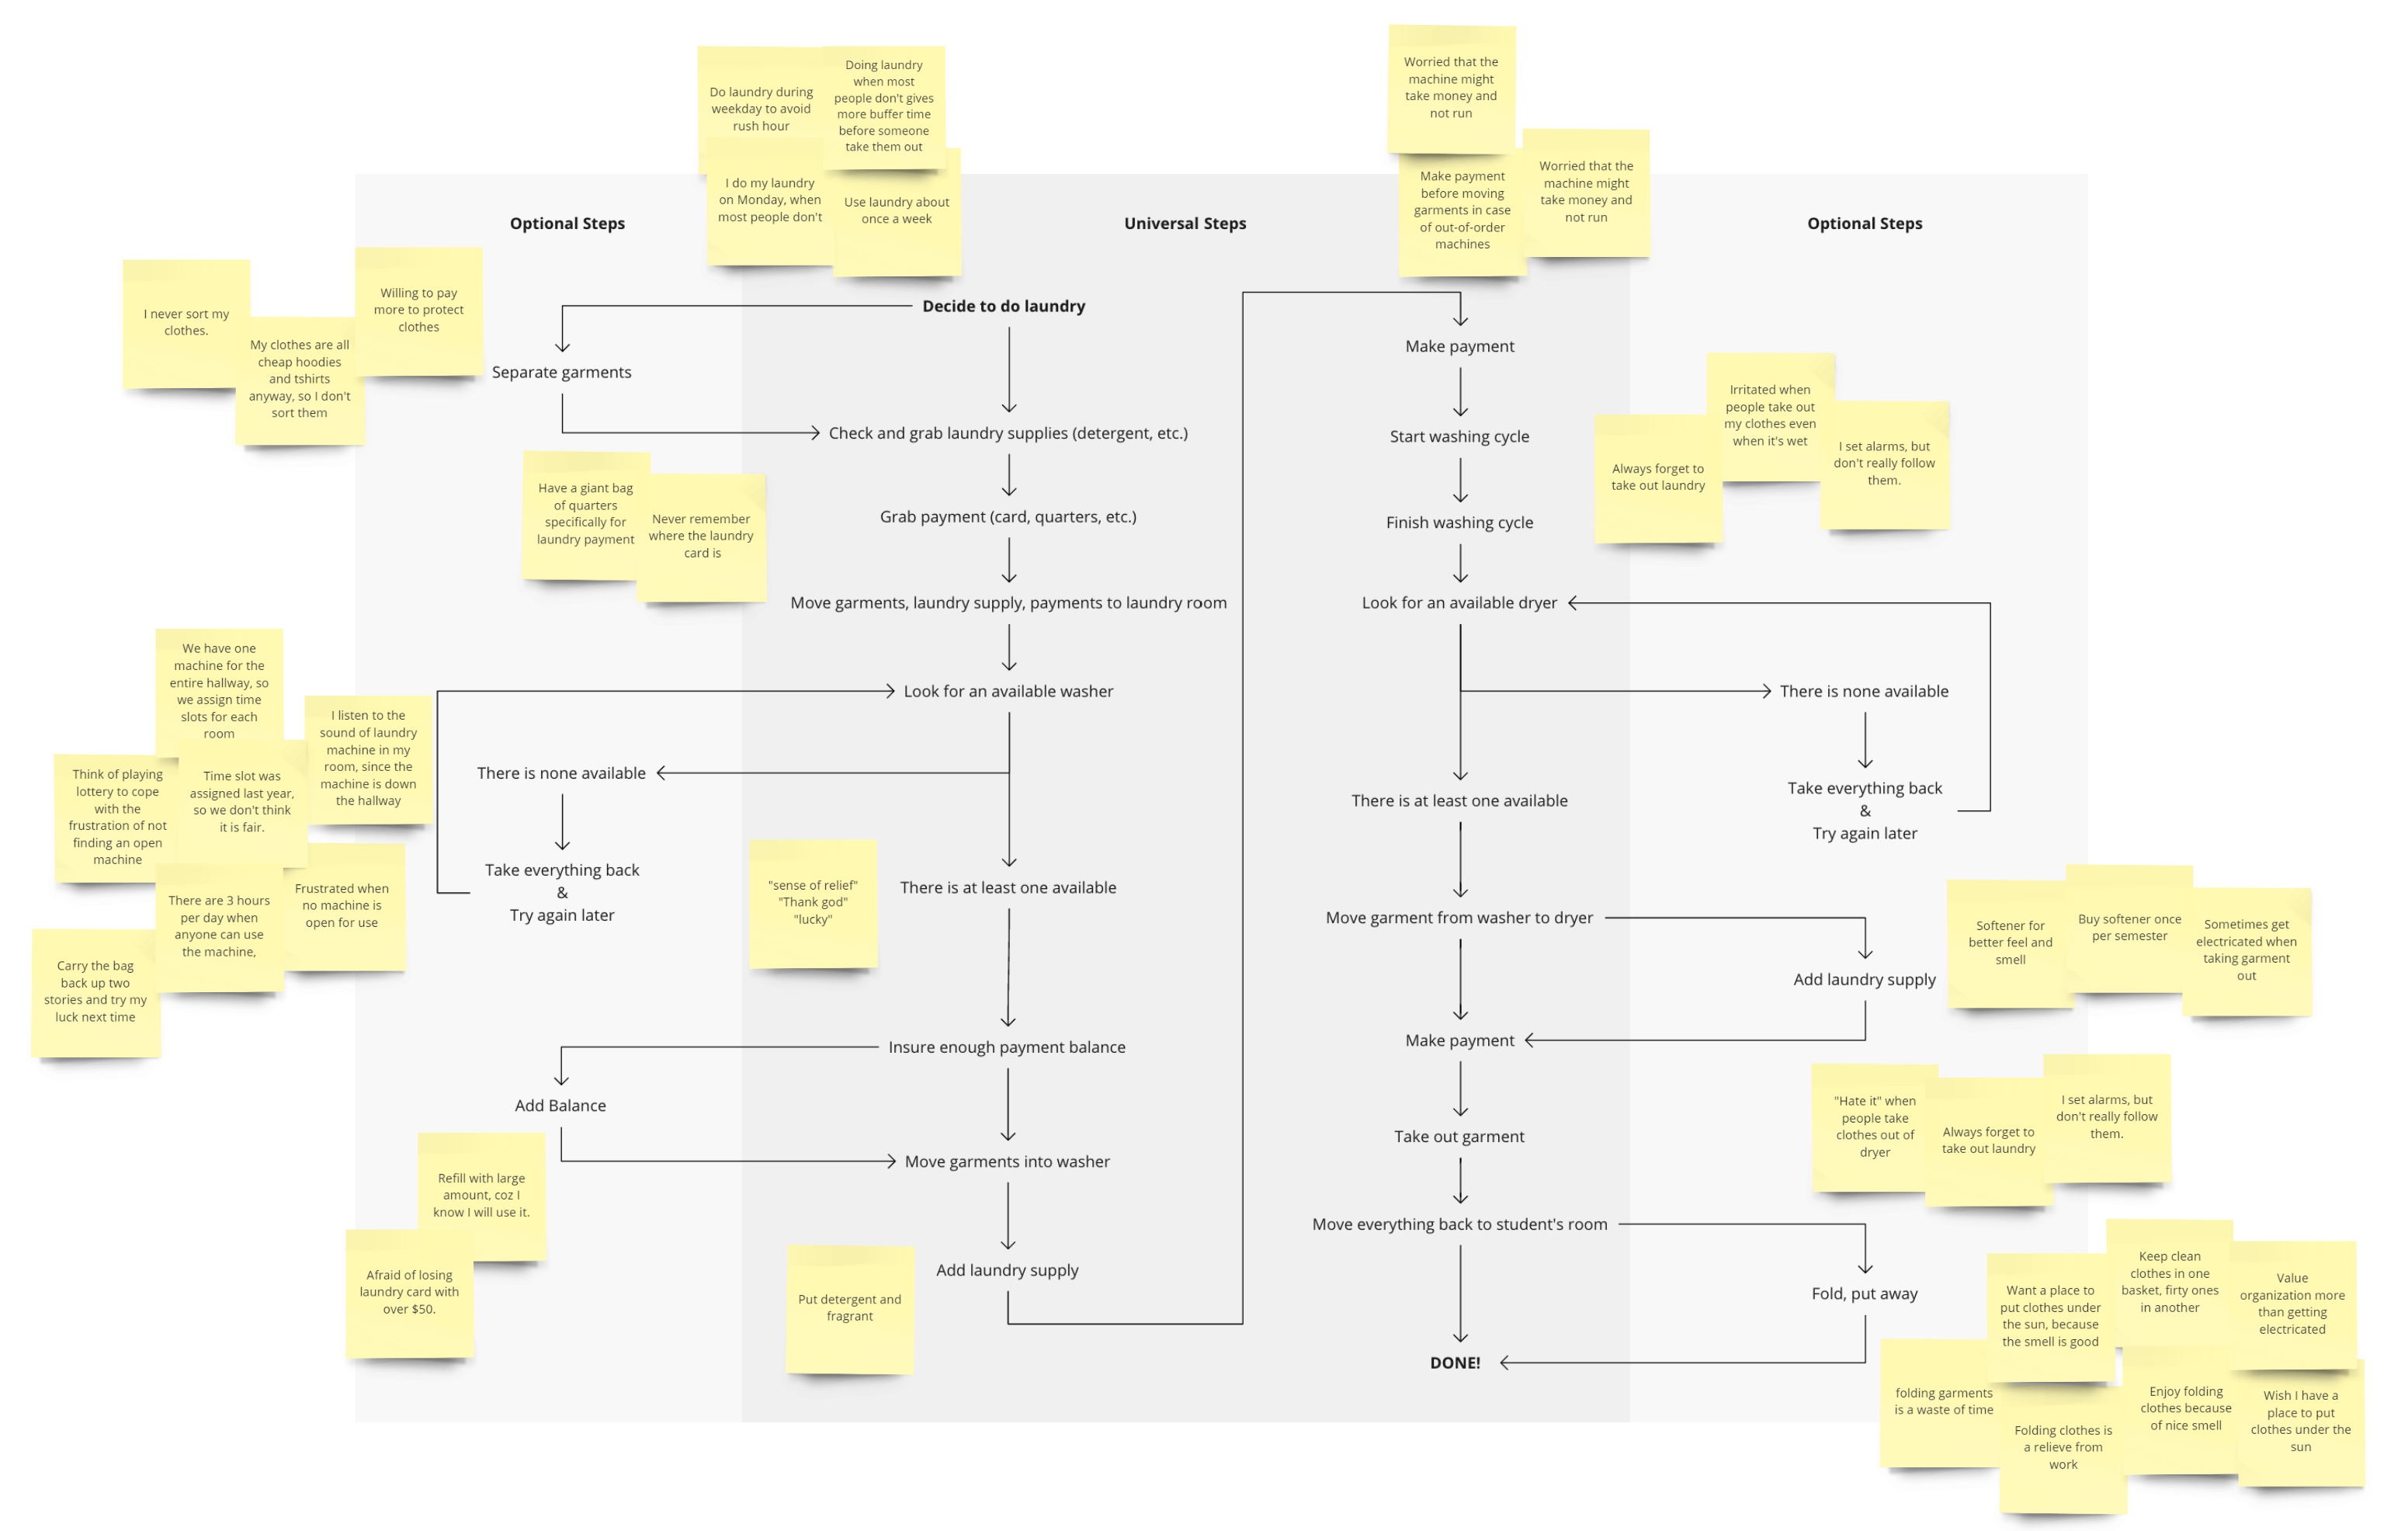 Do laundry during
weekday to avoid
rush hour
Doing laundry
when most
people don't gives
more buffer time
before someone
take them out
I do my laundry
on Monday, when
most people don't
Use laundry about
once a week
Worried that the
machine might
take money and
not run
Make payment
before moving
garments in case
of out-of-order
machines
Worried that the
machine might
take money and
not run
Optional Steps
Universal Steps
Optional Steps
I never sort my
clothes.
My clothes are all
cheap hoodies
and tshirts
anyway, so I don't
sort them
Willing to pay
more to protect
clothes
Decide to do laundry
Separate garments
Check and grab laundry supplies (detergent, etc.)
Have a giant bag
of quarters
specifically for
laundry payment
Never remember
where the laundry
card is
Grab payment (card, quarters, etc.)
Move garments, laundry supply, payments to laundry room
Look for an available washer
We have one
machine for the
entire hallway, so
we assign time
slots for each
room
I listen to the
sound of laundry
machine in my
room, since the
machine is down
the hallway
Think of playing
lottery to cope
with the
frustration of not
finding an open
machine
Time slot was
assigned last year,
so we don't think
it is fair.
There are 3 hours
per day when
anyone can use
the machine,
Frustrated when
no machine is
open for use
Carry the bag
back up two
stories and try my
luck next time
There is none available
Take everything back
&
Try again later
"sense of relief"
"Thank god"
"lucky"
There is at least one available
Insure enough payment balance
Add Balance
Refill with large
amount, coz I
know I will use it.
Afraid of losing
laundry card with
over $50.
Move garments into washer
Put detergent and
fragrant
Add laundry supply
Make payment
Start washing cycle
Finish washing cycle
Always forget to
take out laundry
Irritated when
people take out
my clothes even
when it's wet
I set alarms, but
don't really follow
them.
Look for an available dryer
There is none available
Take everything back
&
Try again later
There is at least one available
Move garment from washer to dryer
Add laundry supply
Softener for
better feel and
smell
Buy softener once
per semester
Sometimes get
electricated when
taking garment
out
Make payment
Take out garment
"Hate it" when
people take
clothes out of
dryer
Always forget to
take out laundry
I set alarms, but
don't really follow
them.
Move everything back to student's room
Fold, put away
DONE!
Want a place to
put clothes under
the sun, because
the smell is good
Keep clean
clothes in one
basket, firty ones
in another
Value
organization more
than getting
electricated
folding garments
is a waste of time
Folding clothes is
a relieve from
work
Enjoy folding
clothes because
of nice smell
Wish I have a
place to put
clothes under the
sun